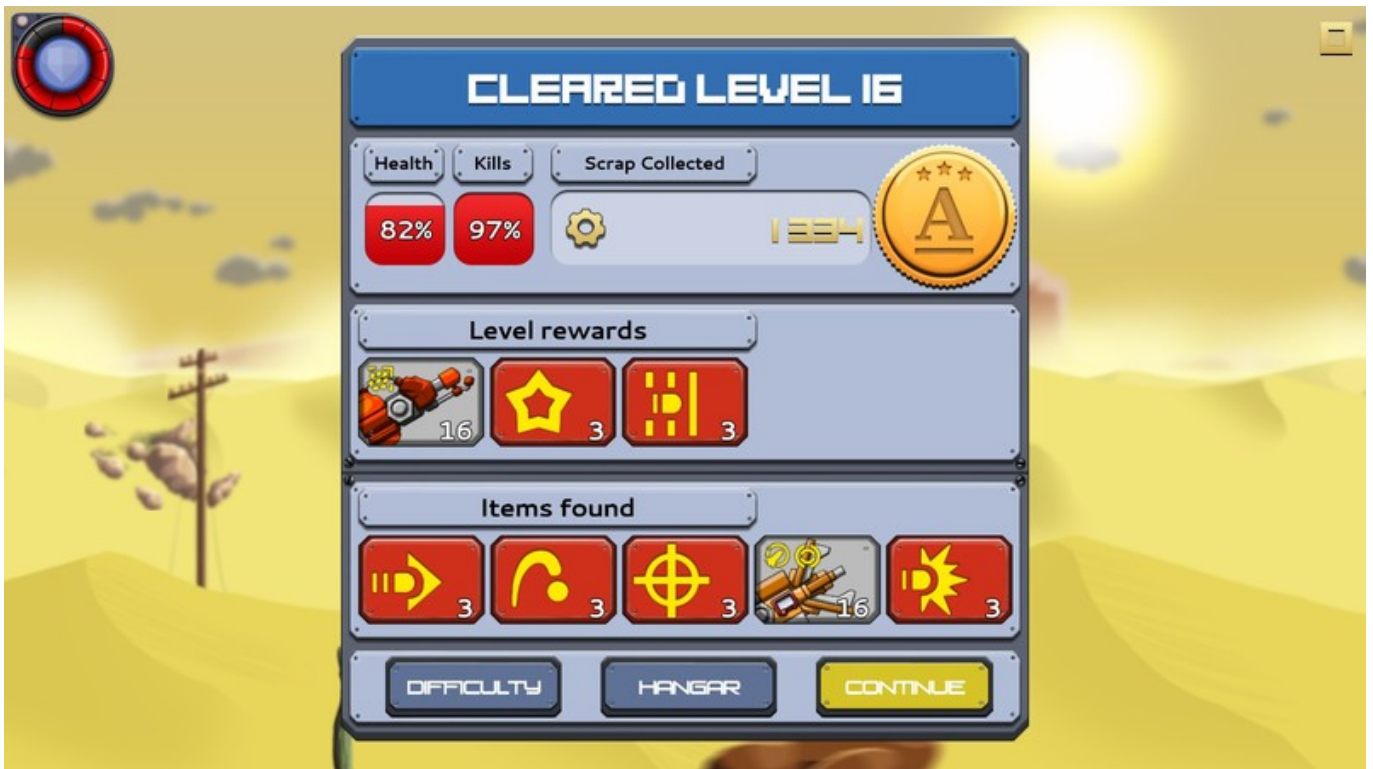 CLEARED LEVEL 16
Health Kills Scrap Collected
82% 97% 1334 A
Level rewards
16 3 3
Items found
3 3 3 16 3
DIFFICULTY HANGAR CONTINUE